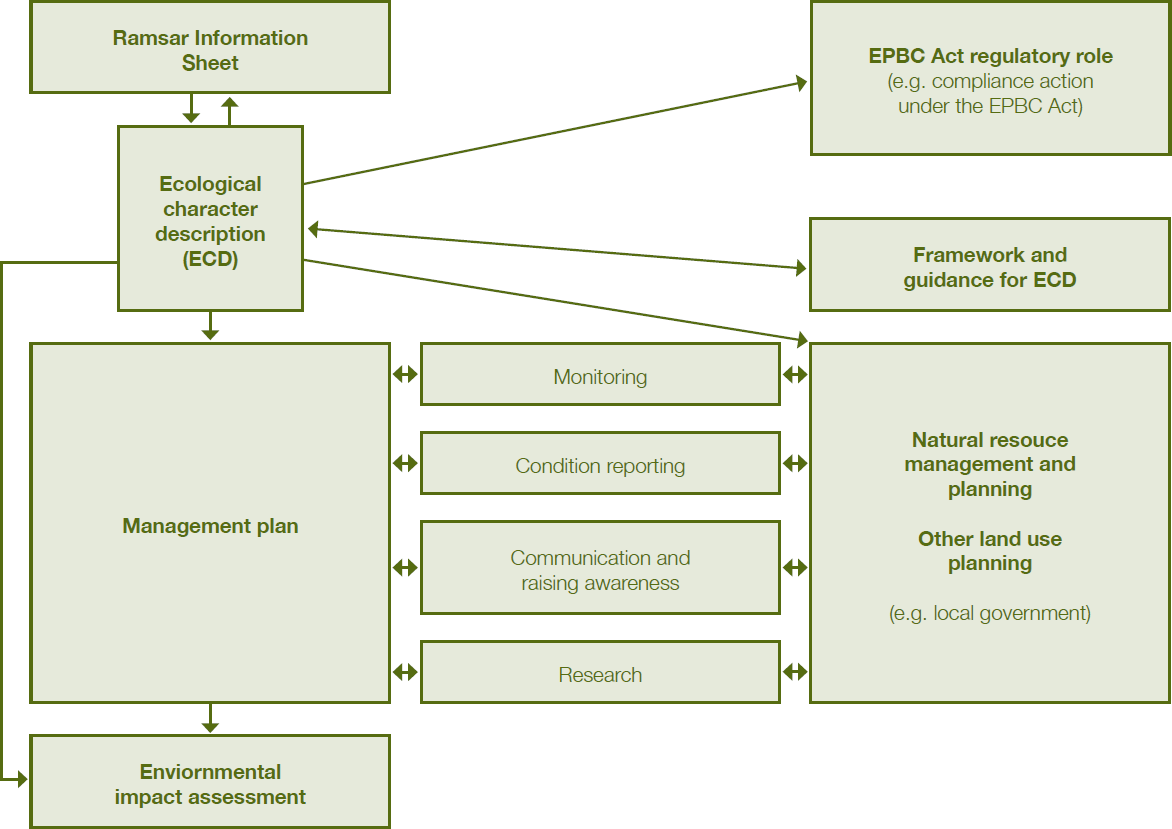 Ramsar Information
Sheet
EPBC Act regulatory role
(e.g. compliance action
under the EPBC Act)
Ecological
character
description
(ECD)
Framework and
guidance for ECD
Management plan
Monitoring
Condition reporting
Communication and
raising awareness
Research
Natural resouce
management and
planning
Other land use
planning
(e.g. local government)
Enviornmental
impact assessment